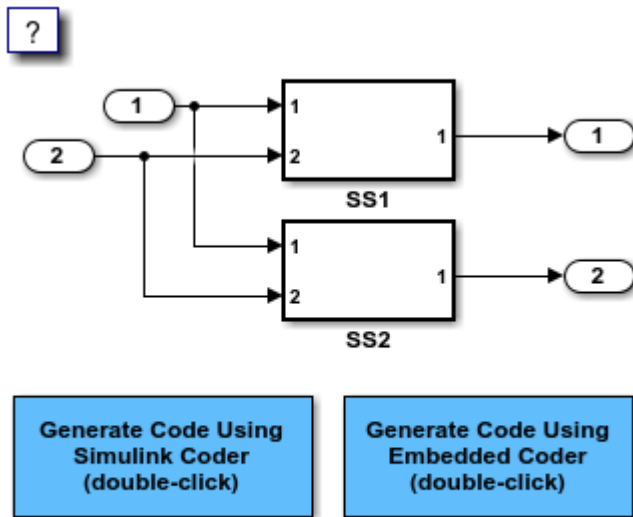 ?
1
2
1
2
1
1
SS1
1
2
1
2
SS2
Generate Code Using
Simulink Coder
(double-click)
Generate Code Using
Embedded Coder
(double-click)